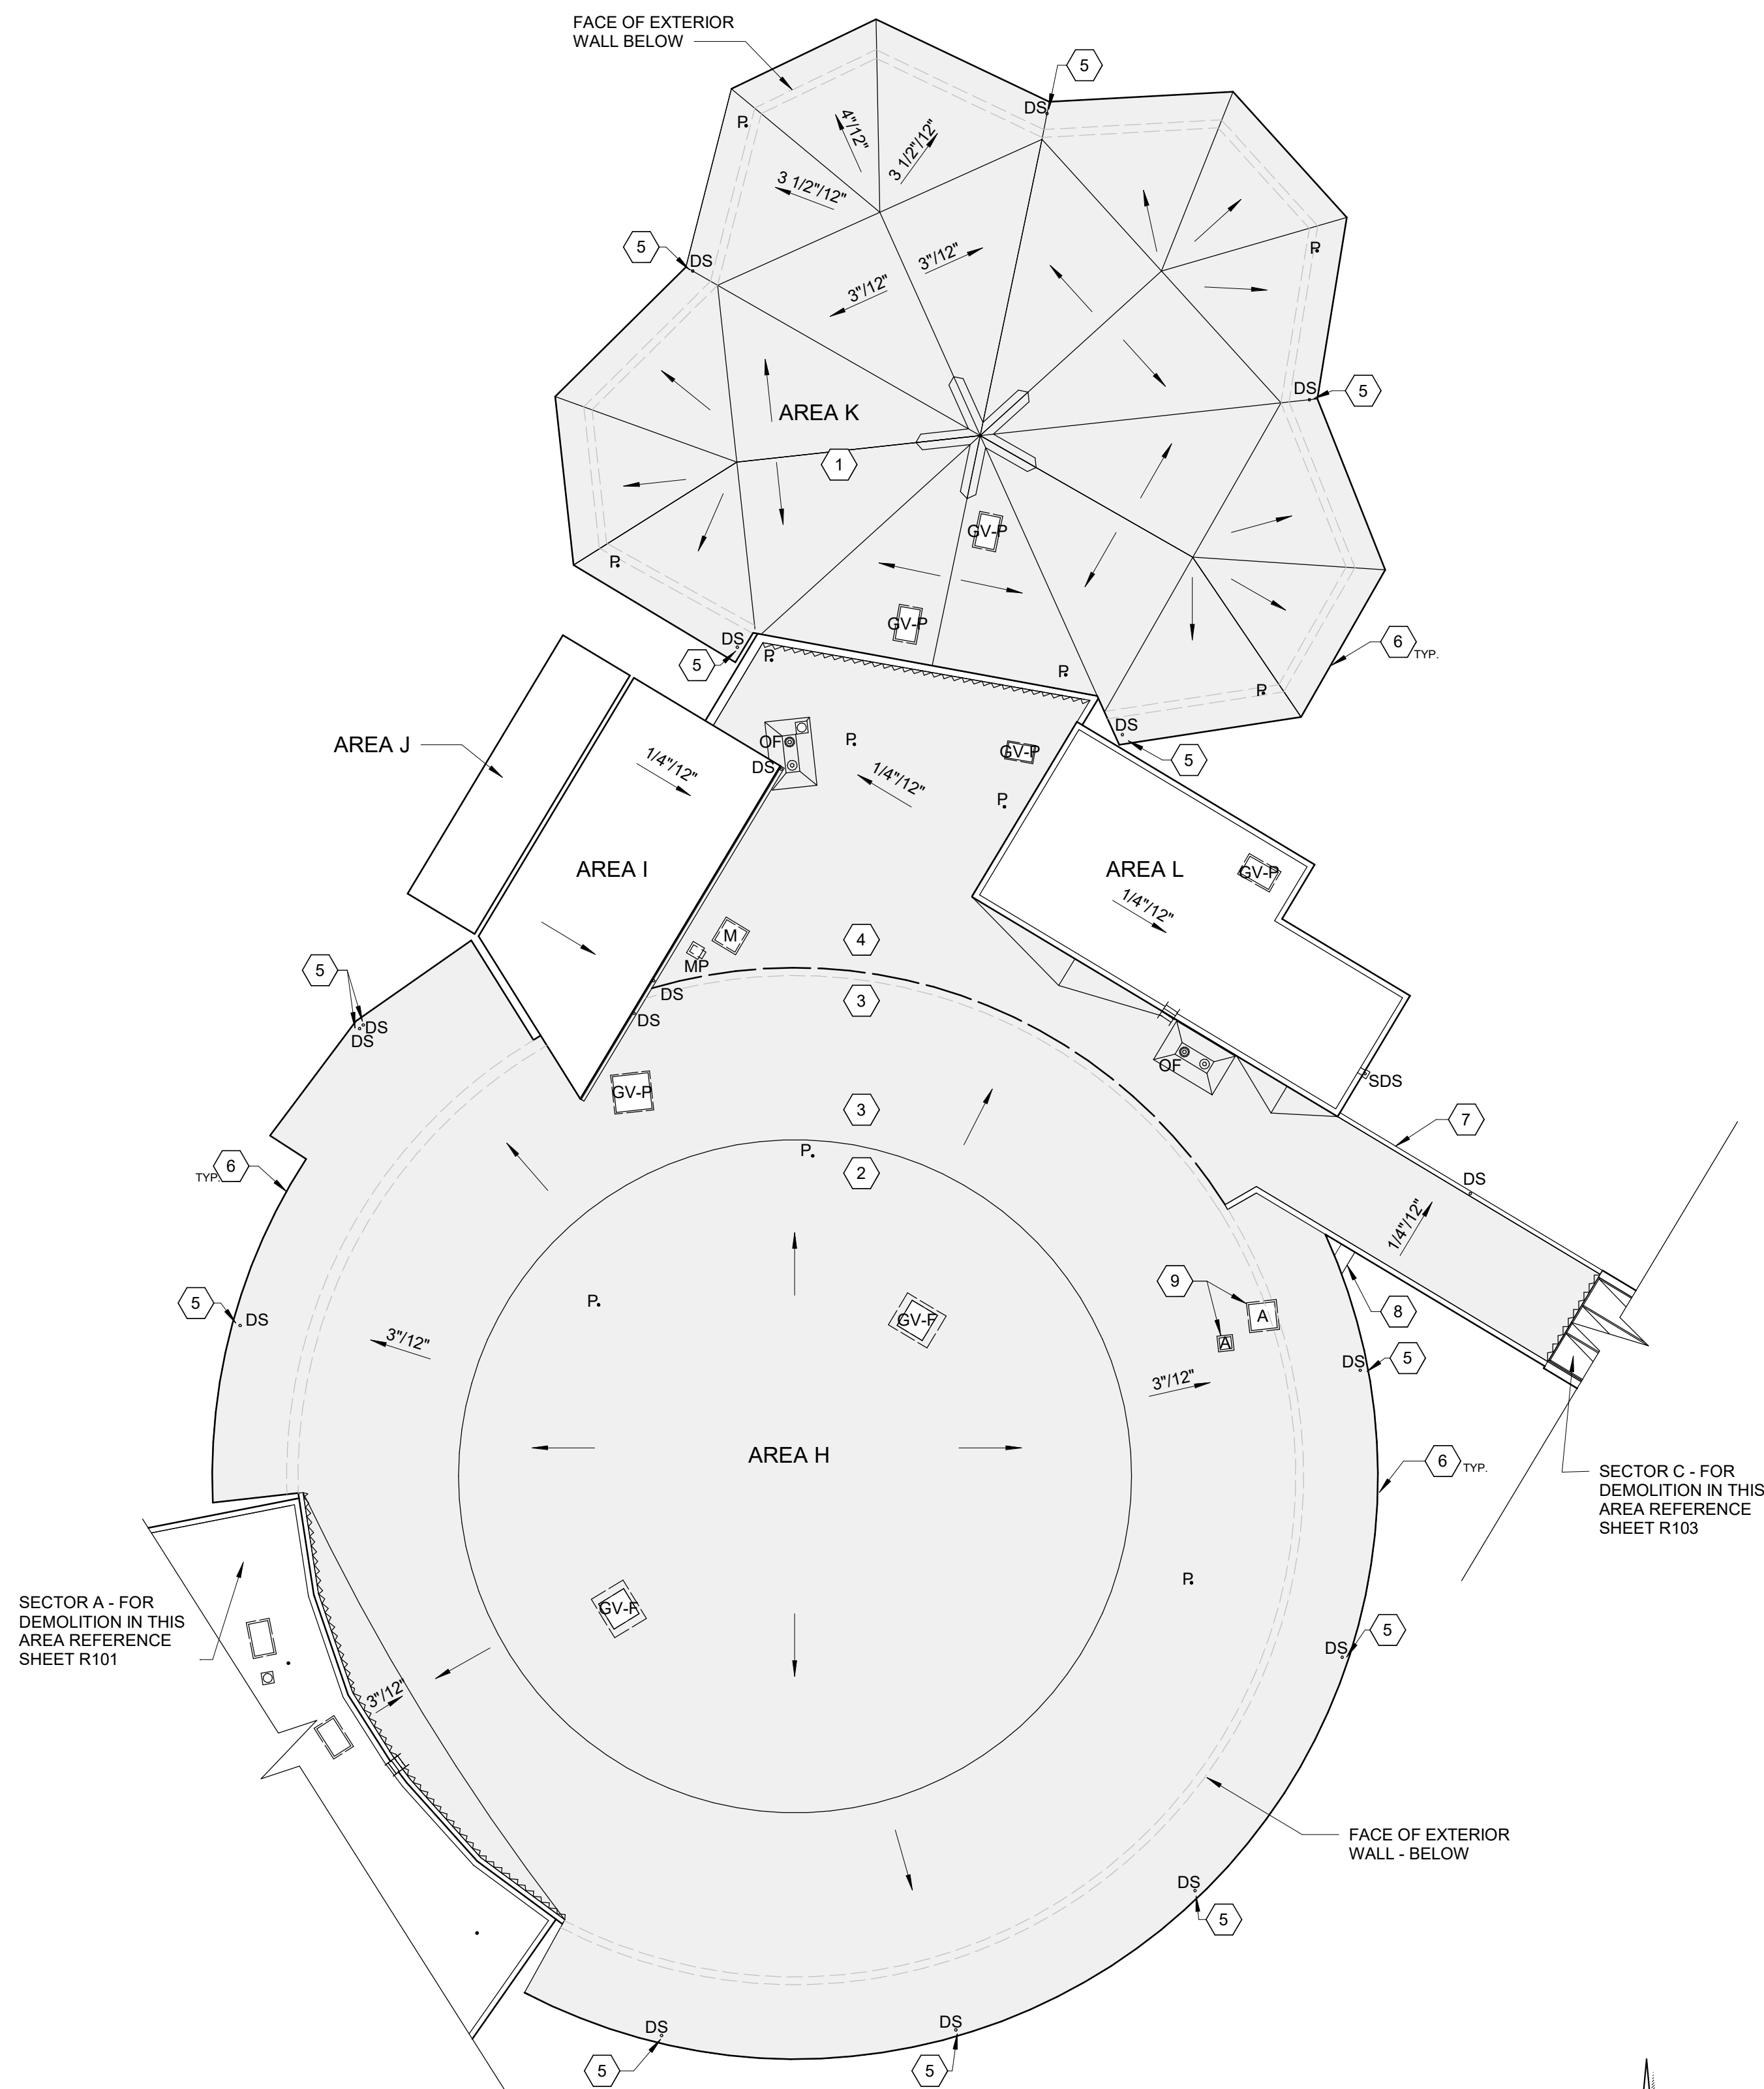 FACE OF EXTERIOR
WALL BELOW
5
DS
P
4"/12"
3 1/2"/12"
3 1/2"/12"
P
5
DS
3"/12"
3"/12"
DS
5
AREA K
1
GV-P
P
GV-P
DS
5
P
P
P
6
TYP.
DS
5
AREA J
OF
DS
P
GV-P
1/4"/12"
1/4"/12"
P
AREA I
AREA L
GV-P
1/4"/12"
M
MP
4
5
DS
DS
DS
3
DS
OF
SDS
GV-P
3
7
P
2
TYP.
6
DS
1/4"/12"
9
P
A
A
8
5
DS
GV-F
3"/12"
DS
5
3"/12"
AREA H
6
TYP.
SECTOR C - FOR
DEMOLITION IN THIS
AREA REFERENCE
SHEET R103
SECTOR A - FOR
DEMOLITION IN THIS
AREA REFERENCE
SHEET R101
P
GV-F
DS
5
3"/12"
FACE OF EXTERIOR
WALL - BELOW
DS
5
DS
5
DS
5